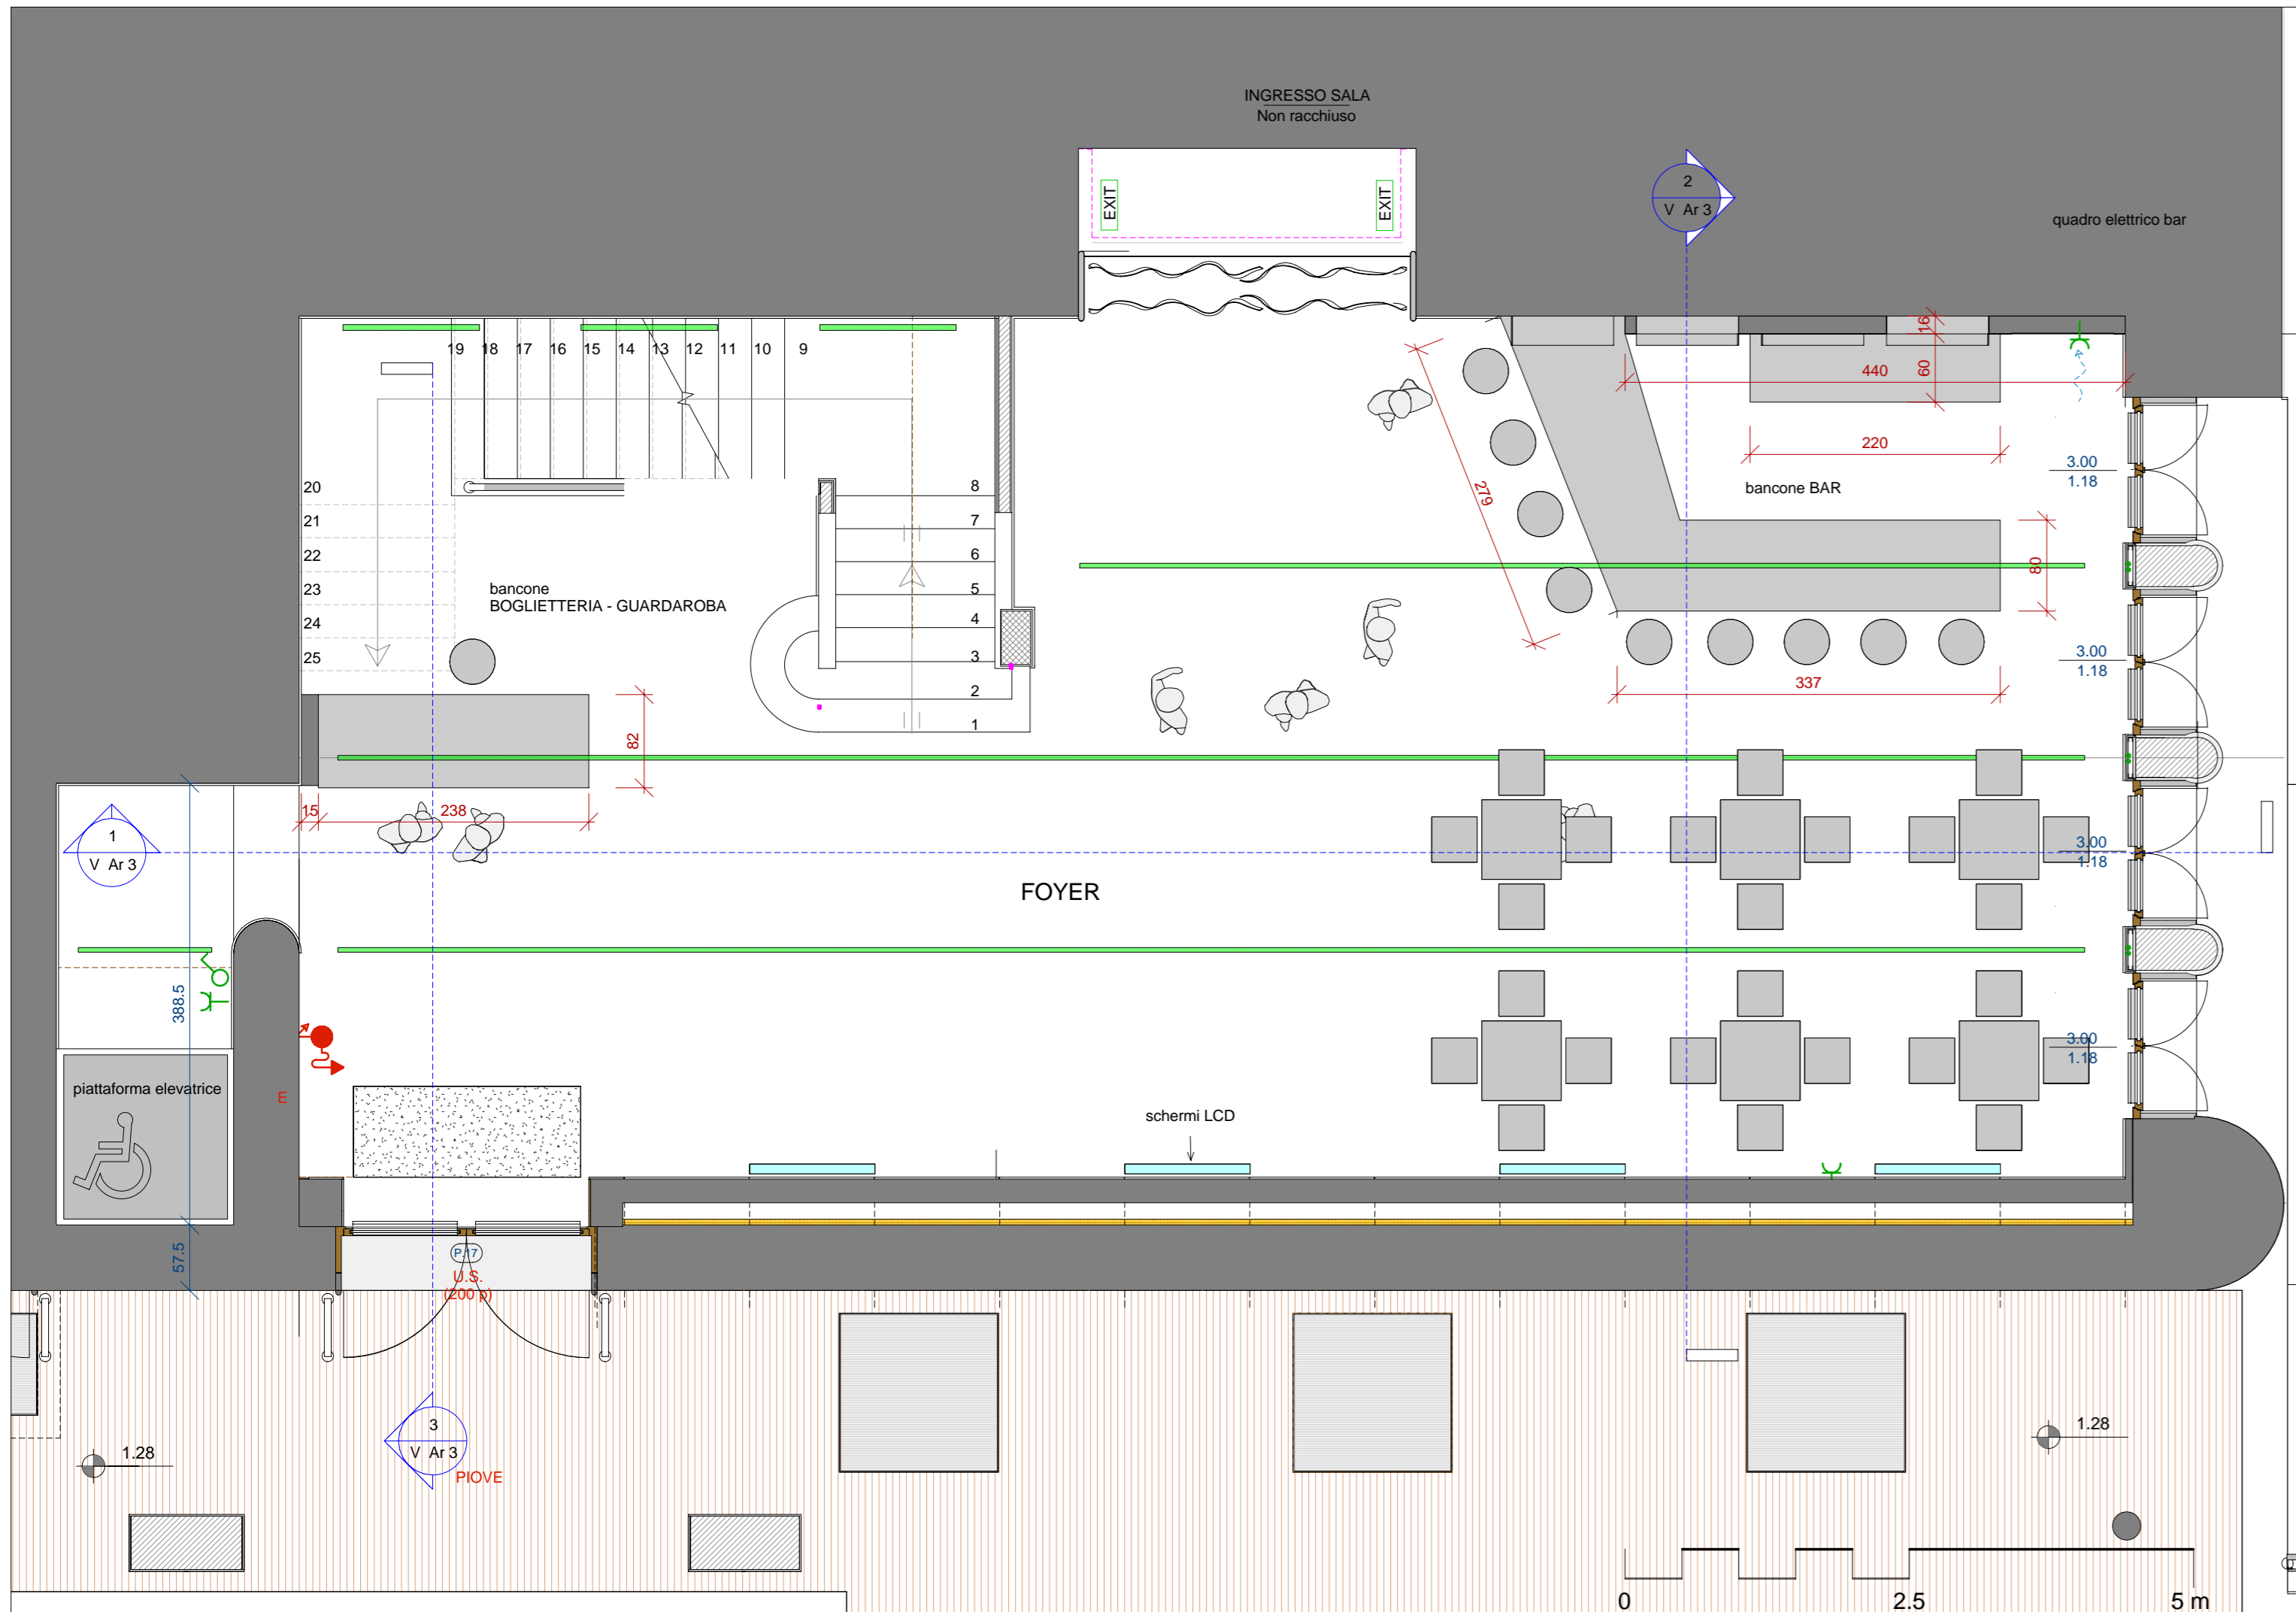 INGRESSO SALA
Non racchiuso
EXIT
EXIT
2
V Ar 3
quadro elettrico bar
19 18 17 16 15 14 13 12 11 10 9
16
60
440
220
279
bancone BAR
3.00
1.18
80
20
21
22
23
24
25
8
7
6
5
4
3
2
1
bancone
BOGLIETTERIA - GUARDAROBA
3.00
1.18
337
82
15
238
1
V Ar 3
3.00
1.18
FOYER
388.5
3.00
1.18
piattaforma elevatrice
E
schermi LCD
57.5
P.17
U.S.
(200 p)
3
V Ar 3
PIOVE
1.28
1.28
0
2.5
5 m